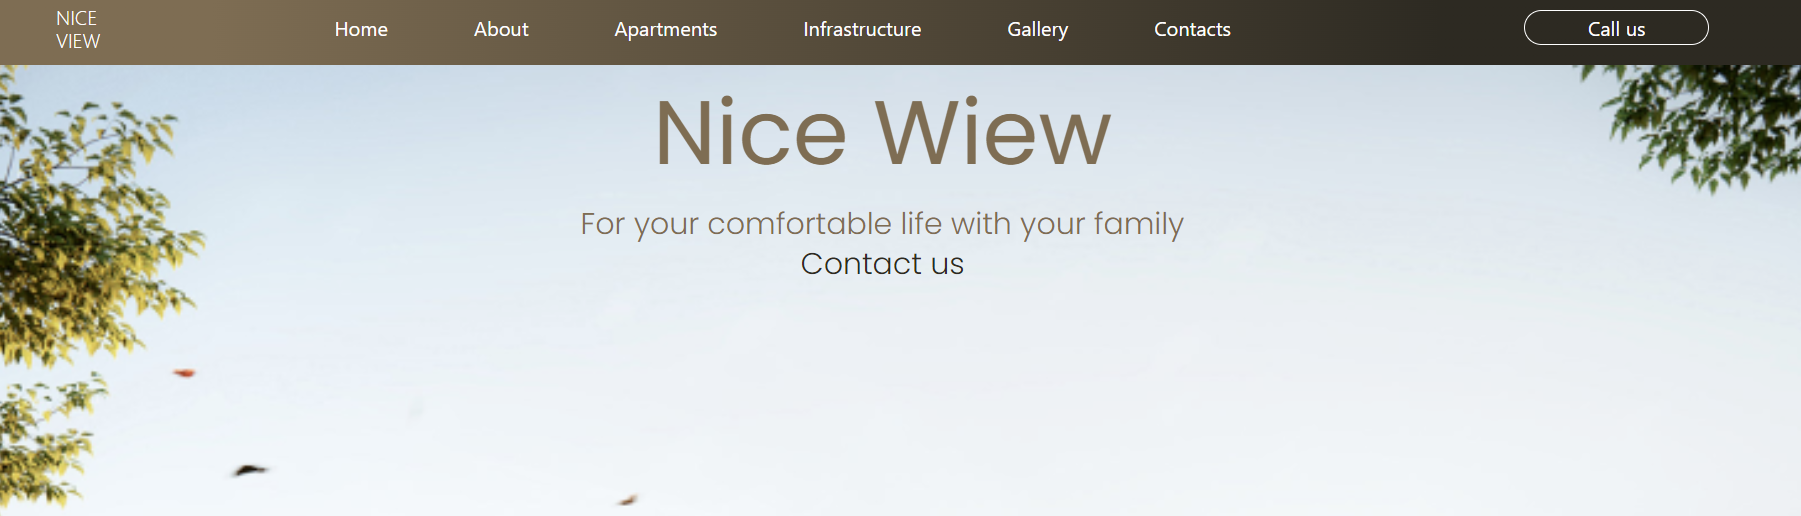 NICE
VIEW
Home About Apartments Infrastructure Gallery Contacts Call us
Nice Wiew
For your comfortable life with your family
Contact us